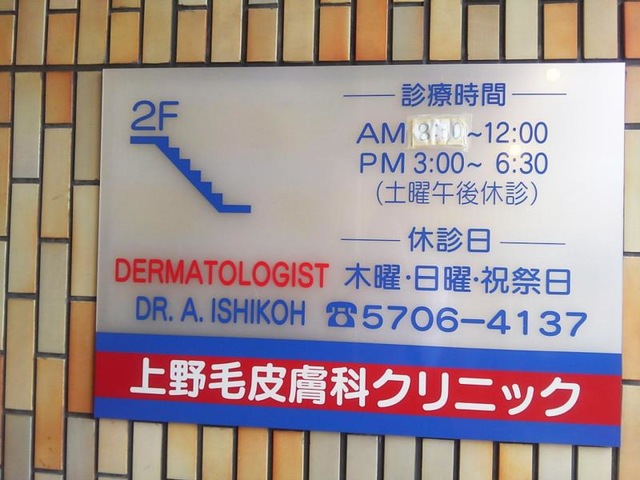 2F
診療時間
AM ~12:00
PM 3:00~ 6:30
(土曜午後休診)
休診日
木曜・日曜・祝祭日
DERMATOLOGIST
DR. A. ISHIKOH
☎5706-4137
上野毛皮膚科クリニック